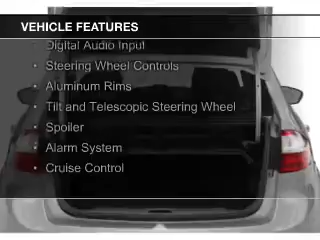 VEHICLE FEATURES
• Digital Audio Input
• Steering Wheel Controls
• Aluminum Rims
• Tilt and Telescopic Steering Wheel
• Spoiler
• Alarm System
• Cruise Control